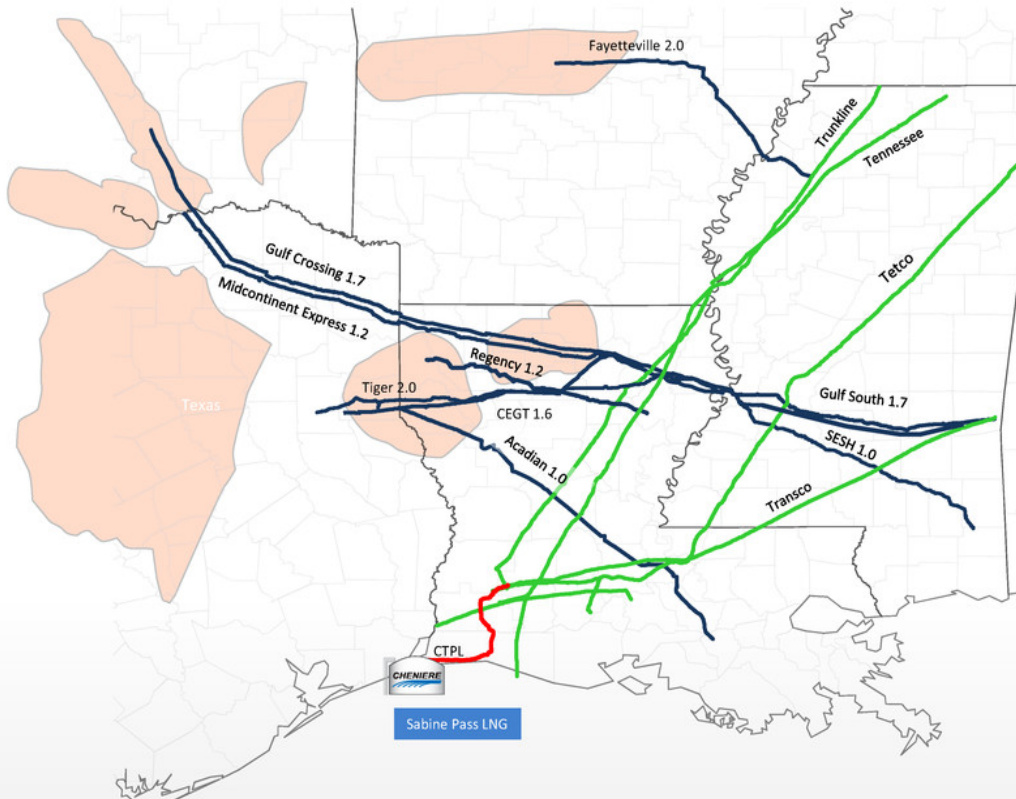 Fayetteville 2.0
Trunkline
Tennessee
Tetco
Gulf Crossing 1.7
Midcontinent Express 1.2
Regency 1.2
Tiger 2.0
CEGT 1.6
Gulf South 1.7
Texas
Acadian 1.0
SESH 1.0
Transco
CTPL
CHENIERE
Sabine Pass LNG